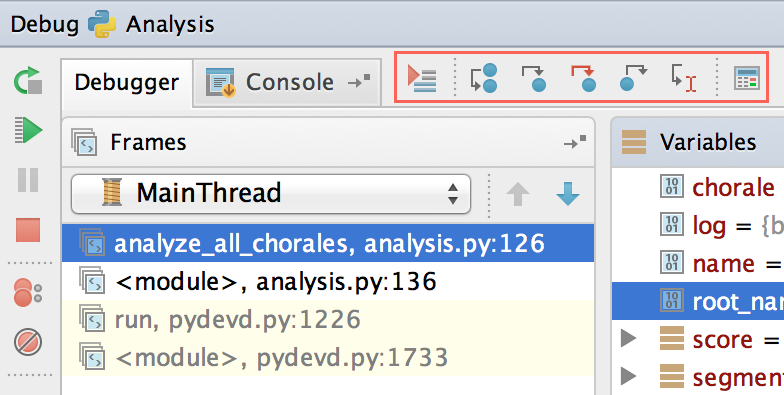 Debug Analysis
Debugger
Console
Frames
Variables
MainThread
analyze_all_chorales, analysis.py:126
<module>, analysis.py:136
run, pydevd.py:1226
<module>, pydevd.py:1733
chorale
log = {b
name =
root_nam
score =
segment